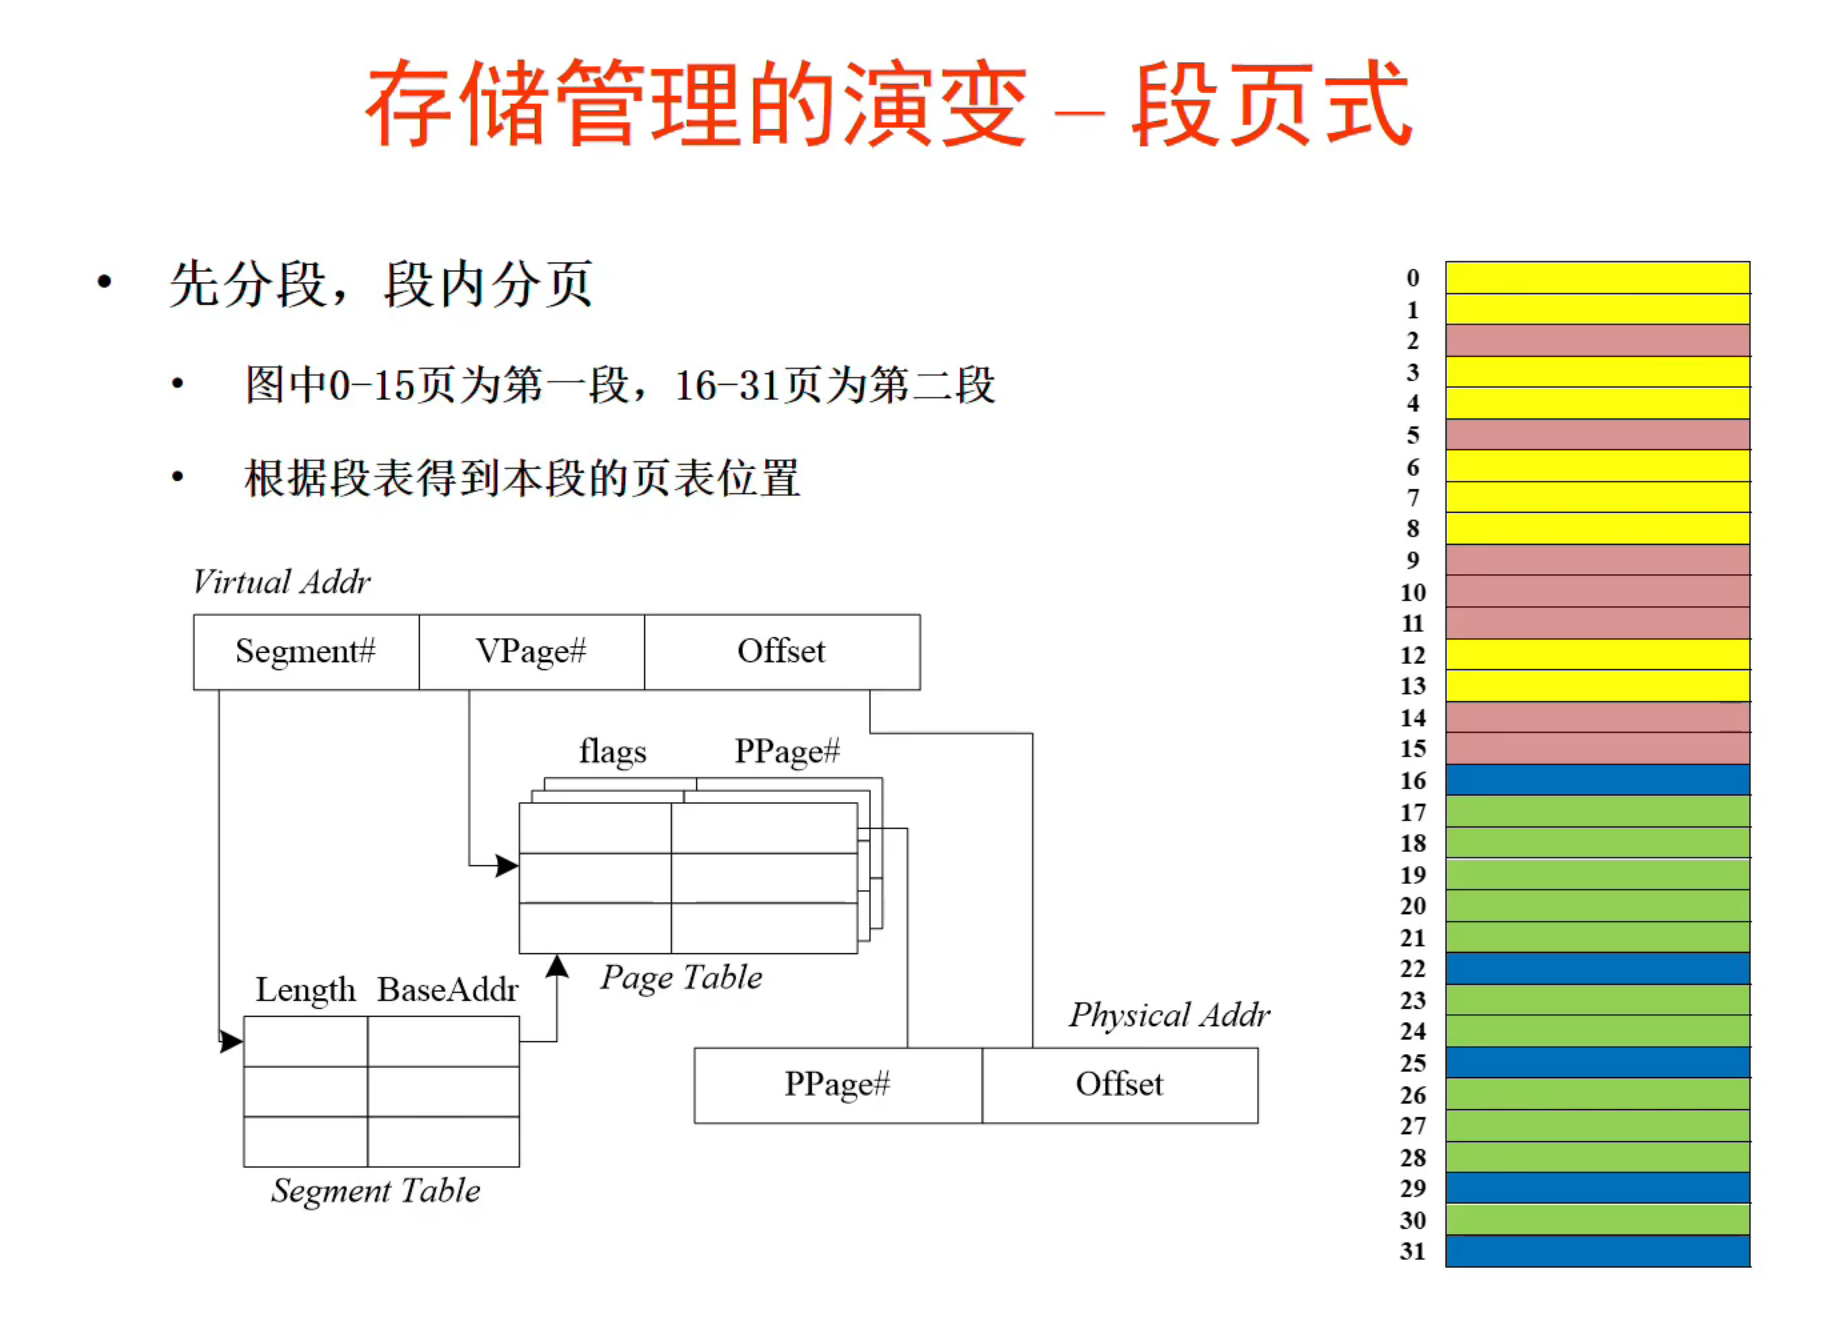 存储管理的演变 – 段页式
• 先分段，段内分页
• 图中0-15页为第一段，16-31页为第二段
• 根据段表得到本段的页表位置
Virtual Addr
Segment# VPage# Offset
flags PPage#
Page Table
Length BaseAddr
Segment Table
Physical Addr
PPage# Offset
0
1
2
3
4
5
6
7
8
9
10
11
12
13
14
15
16
17
18
19
20
21
22
23
24
25
26
27
28
29
30
31